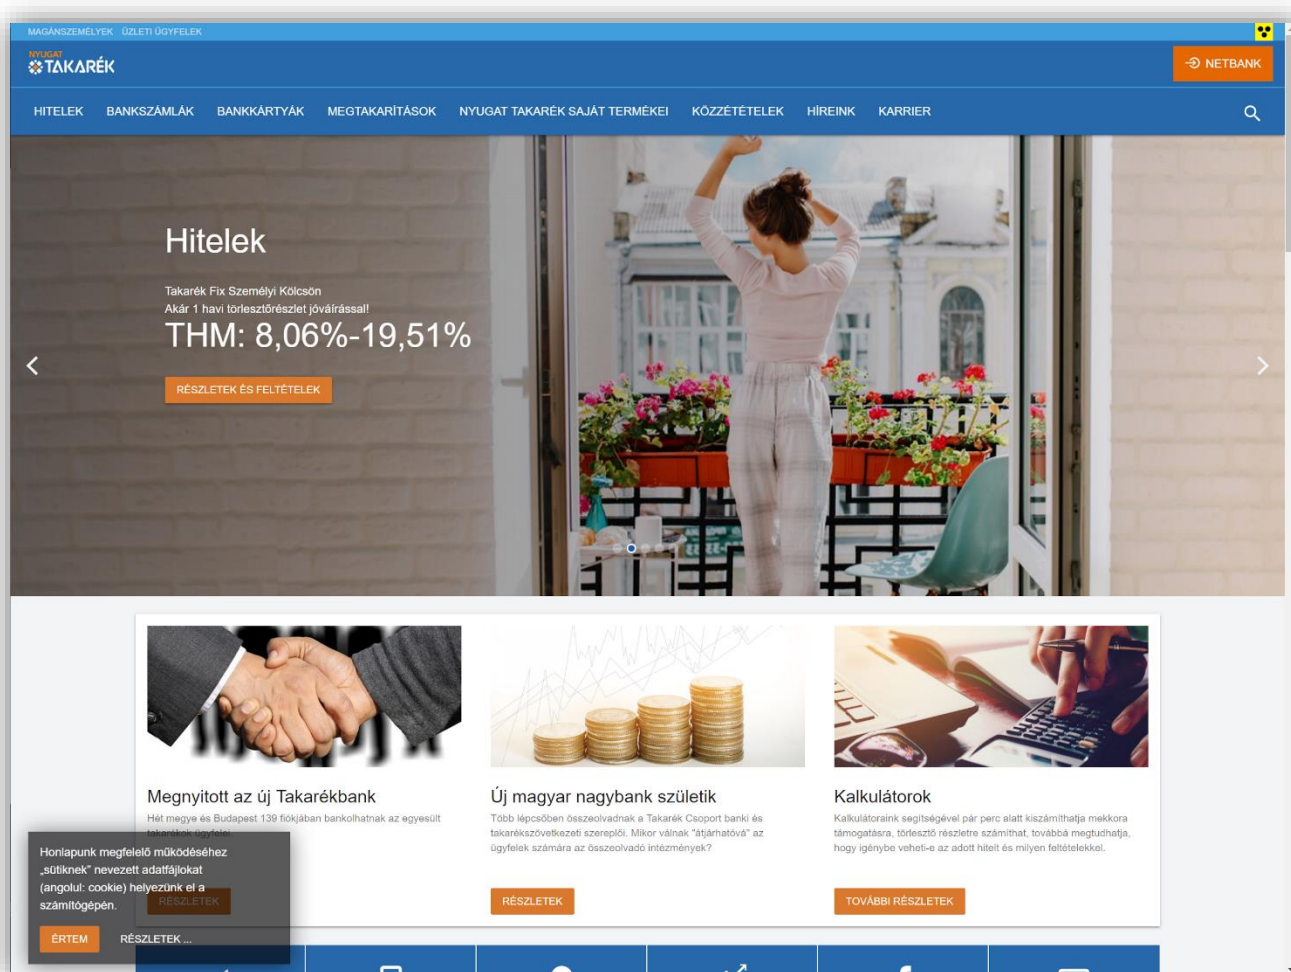 MAGÁNSZEMÉLYEK ÜZLETI ÜGYFELEK
NYUGAT
TAKARÉK
NETBANK
HITELEK BANKSZÁMLÁK BANKKÁRTYÁK MEGTAKARÍTÁSOK NYUGAT TAKARÉK SAJÁT TERMÉKEI KÖZZÉTÉTELEK HÍREINK KARRIER
Hitelek
Takarék Fix Személyi Kölcsön
Akár 1 havi törlesztőrészlet jóváírással!
THM: 8,06%-19,51%
RÉSZLETEK ÉS FELTÉTELEK
Megnyitott az új Takarékbank
Hét megye és Budapest 139 fiókjában bankolhatnak az egyesült
takarékok ügyfelei.
RÉSZLETEK
Új magyar nagybank születik
Több lépcsőben összeolvadnak a Takarék Csoport banki és
takarékszövetkezeti szereplői. Mikor válnak "átjárhatóvá" az
ügyfelek számára az összeolvadó intézmények?
RÉSZLETEK
Kalkulátorok
Kalkulátoraink segítségével pár perc alatt kiszámíthatja mekkora
támogatásra, törlesztő részletre számíthat, továbbá megtudhatja,
hogy igénybe veheti-e az adott hitelt és milyen feltételekkel.
TOVÁBBI RÉSZLETEK
Honlapunk megfelelő működéséhez
„sütiknek” nevezett adatfájlokat
(angolul: cookie) helyezünk el a
számítógépén.
ÉRTEM RÉSZLETEK ...